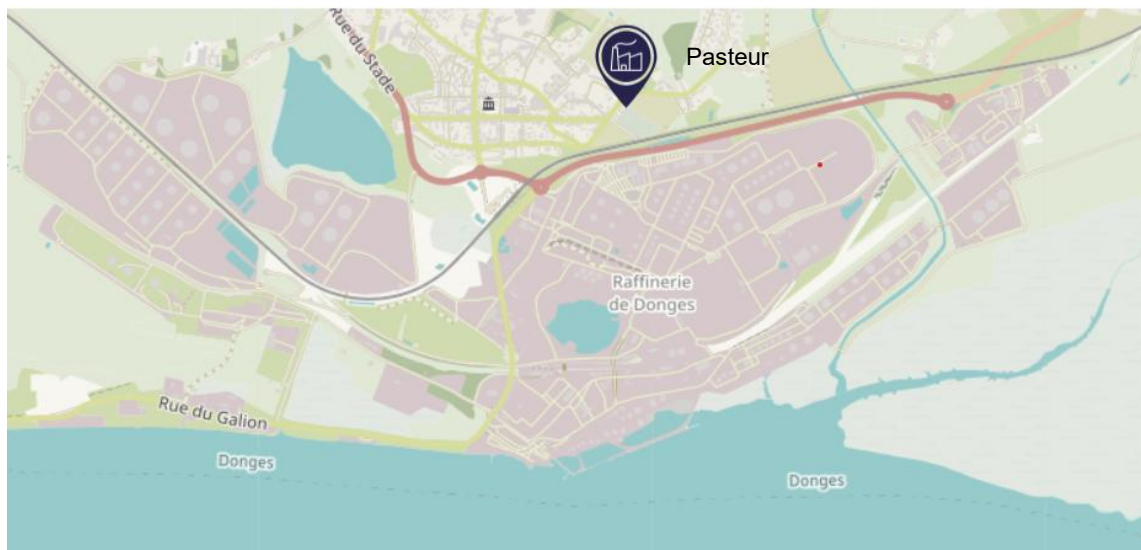 Rue du Stade
Pasteur
Raffinerie
de Donges
Rue du Galion
Donges
Donges